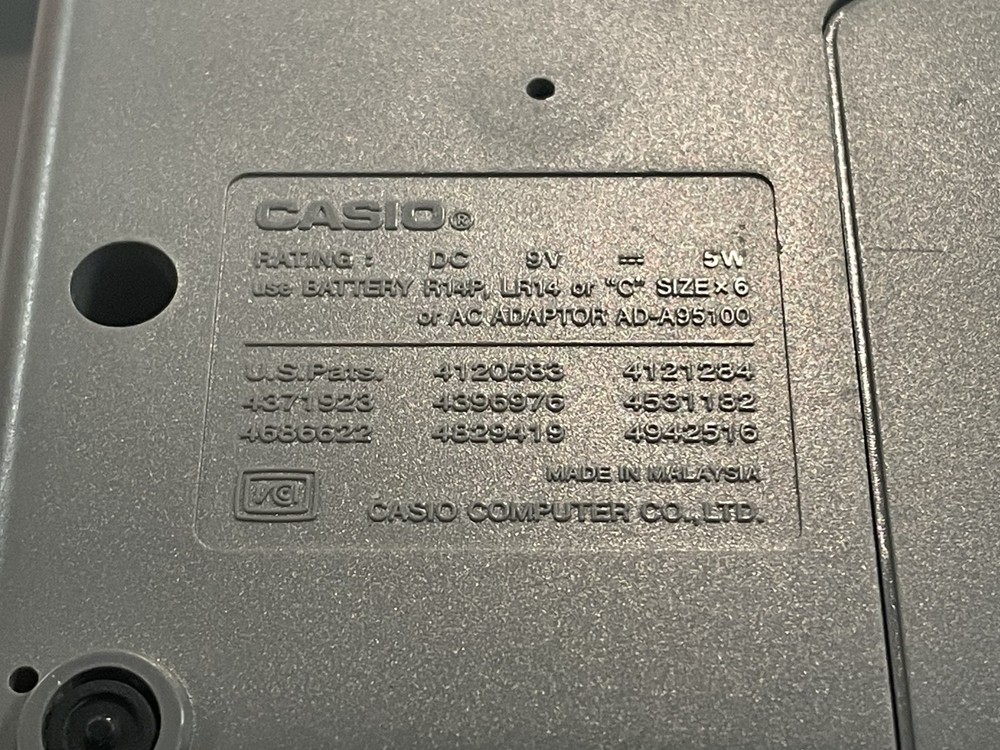 CASIO®
RATING : DC 9V ⎓ 5W
use BATTERY R14P, LR14 or "C" SIZE × 6
or AC ADAPTOR AD-A95100
U.S.Pats. 4120583 4121284
4371923 4396976 4531182
4686622 4829419 4942516
MADE IN MALAYSIA
VCI
CASIO COMPUTER CO., LTD.